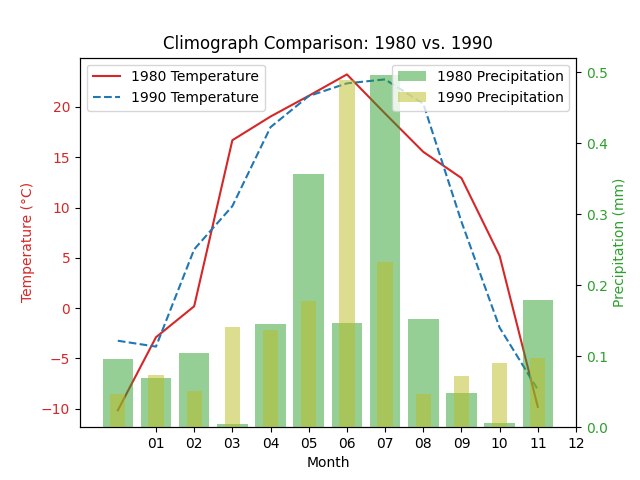 Climograph Comparison: 1980 vs. 1990
1980 Temperature
1990 Temperature
1980 Precipitation
1990 Precipitation
Temperature (°C)
20
15
10
5
0
−5
−10
Precipitation (mm)
0.5
0.4
0.3
0.2
0.1
0.0
01 02 03 04 05 06 07 08 09 10 11 12
Month